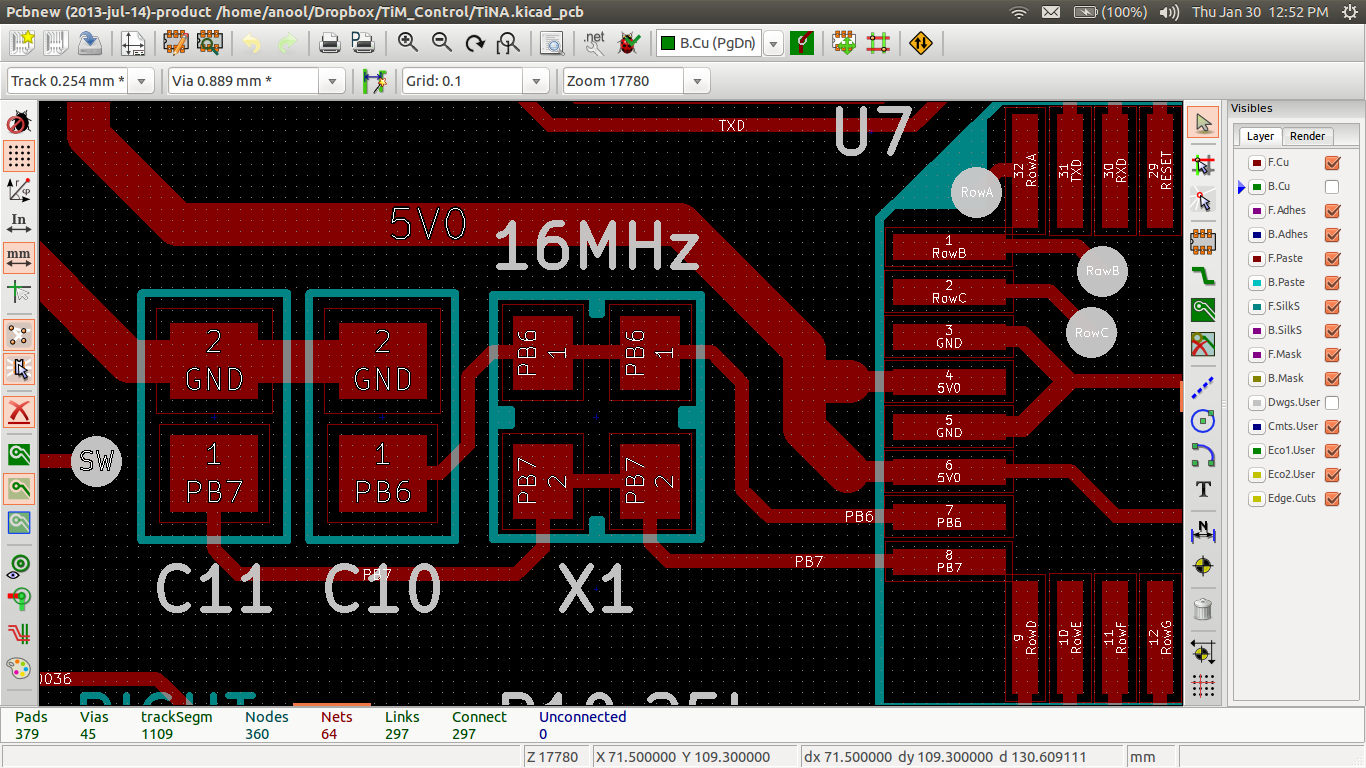 Pcbnew (2013-jul-14)-product /home/anool/Dropbox/TiM_Control/TiNA.kicad_pcb
(100%)
Thu Jan 30 12:52 PM
.net
B.Cu (PgDn)
Track 0.254 mm *
Via 0.889 mm *
Grid: 0.1
Zoom 17780
In
mm
Visibles
Layer
Render
F.Cu
B.Cu
F.Adhes
B.Adhes
F.Paste
B.Paste
F.SilkS
B.SilkS
F.Mask
B.Mask
Dwgs.User
Cmts.User
Eco1.User
Eco2.User
Edge.Cuts
T
N
TXD
U7
5V0
16MHz
RowA
32
RowA
31
TXD
30
RXD
29
RESET
1
RowB
2
RowC
3
GND
4
5V0
5
GND
6
5V0
7
PB6
8
PB7
RowB
RowC
2
GND
2
GND
1
PB7
1
PB6
SW
PB6
1
PB6
1
PB7
2
PB7
2
PB6
PB7
PB7
C11
C10
X1
9
RowD
10
RowE
11
RowF
12
RowG
0036
RIGHT
Pads
379
Vias
45
trackSegm
1109
Nodes
360
Nets
64
Links
297
Connect
297
Unconnected
0
Z 17780
X 71.500000 Y 109.300000
dx 71.500000 dy 109.300000 d 130.609111
mm